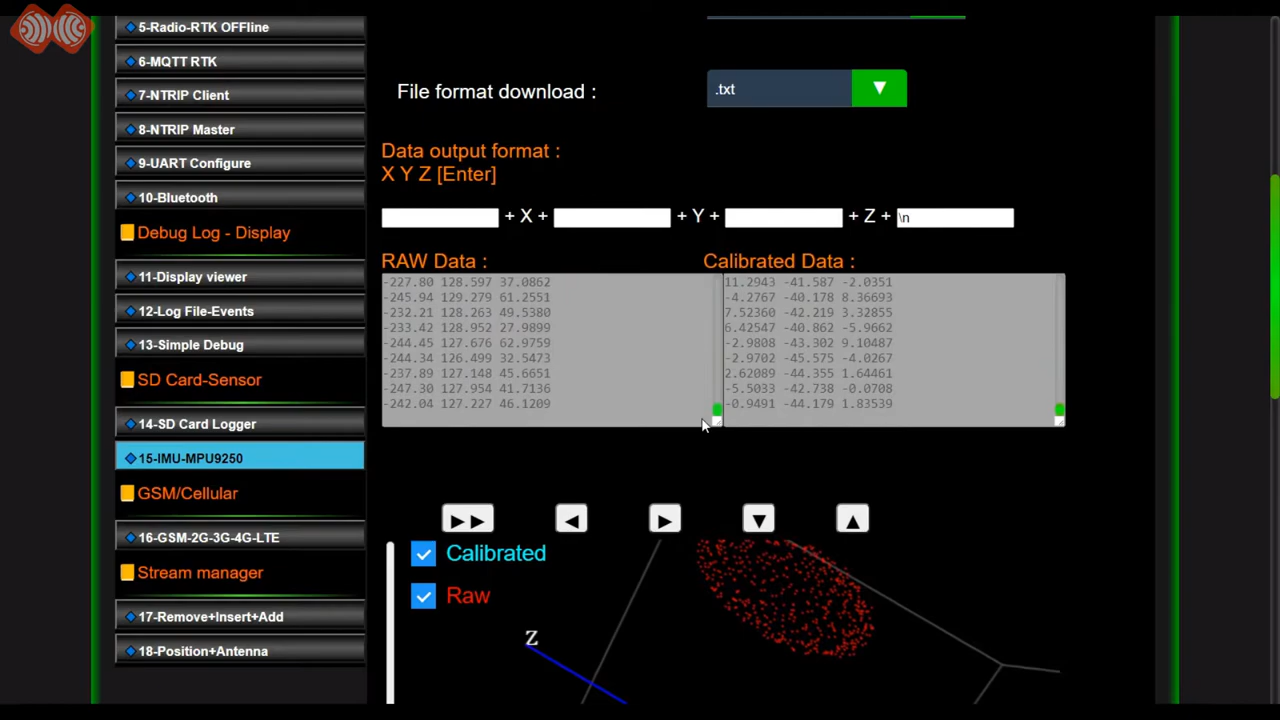 5-Radio-RTK OFFline
6-MQTT RTK
7-NTRIP Client
8-NTRIP Master
9-UART Configure
10-Bluetooth
Debug Log - Display
11-Display viewer
12-Log File-Events
13-Simple Debug
SD Card-Sensor
14-SD Card Logger
15-IMU-MPU9250
GSM/Cellular
16-GSM-2G-3G-4G-LTE
Stream manager
17-Remove+Insert+Add
18-Position+Antenna
File format download : .txt
Data output format :
X Y Z [Enter]
+ X + + Y + + Z + \n
RAW Data :
-227.80 128.597 37.0862
-245.94 129.279 61.2551
-232.21 128.263 49.5380
-233.42 128.952 27.9899
-244.45 127.676 62.9759
-244.34 126.499 32.5473
-237.89 127.148 45.6651
-247.30 127.954 41.7136
-242.04 127.227 46.1209
Calibrated Data :
11.2943 -41.587 -2.0351
-4.2767 -40.178 8.36693
7.52360 -42.219 3.32855
6.42547 -40.862 -5.9662
-2.9808 -43.302 9.10487
-2.9702 -45.575 -4.0267
2.62089 -44.355 1.64461
-5.5033 -42.738 -0.0708
-0.9491 -44.179 1.83539
Calibrated
Raw
Z